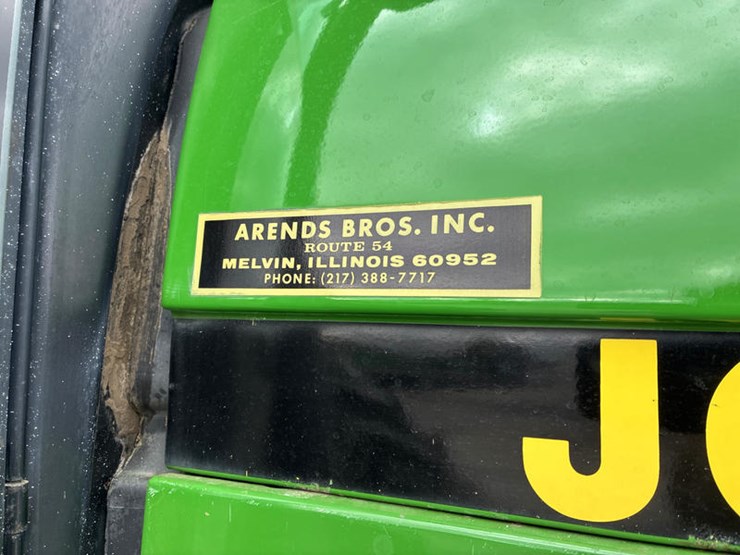 ARENDS BROS. INC.
ROUTE 54
MELVIN, ILLINOIS 60952
PHONE: (217) 388-7717
J